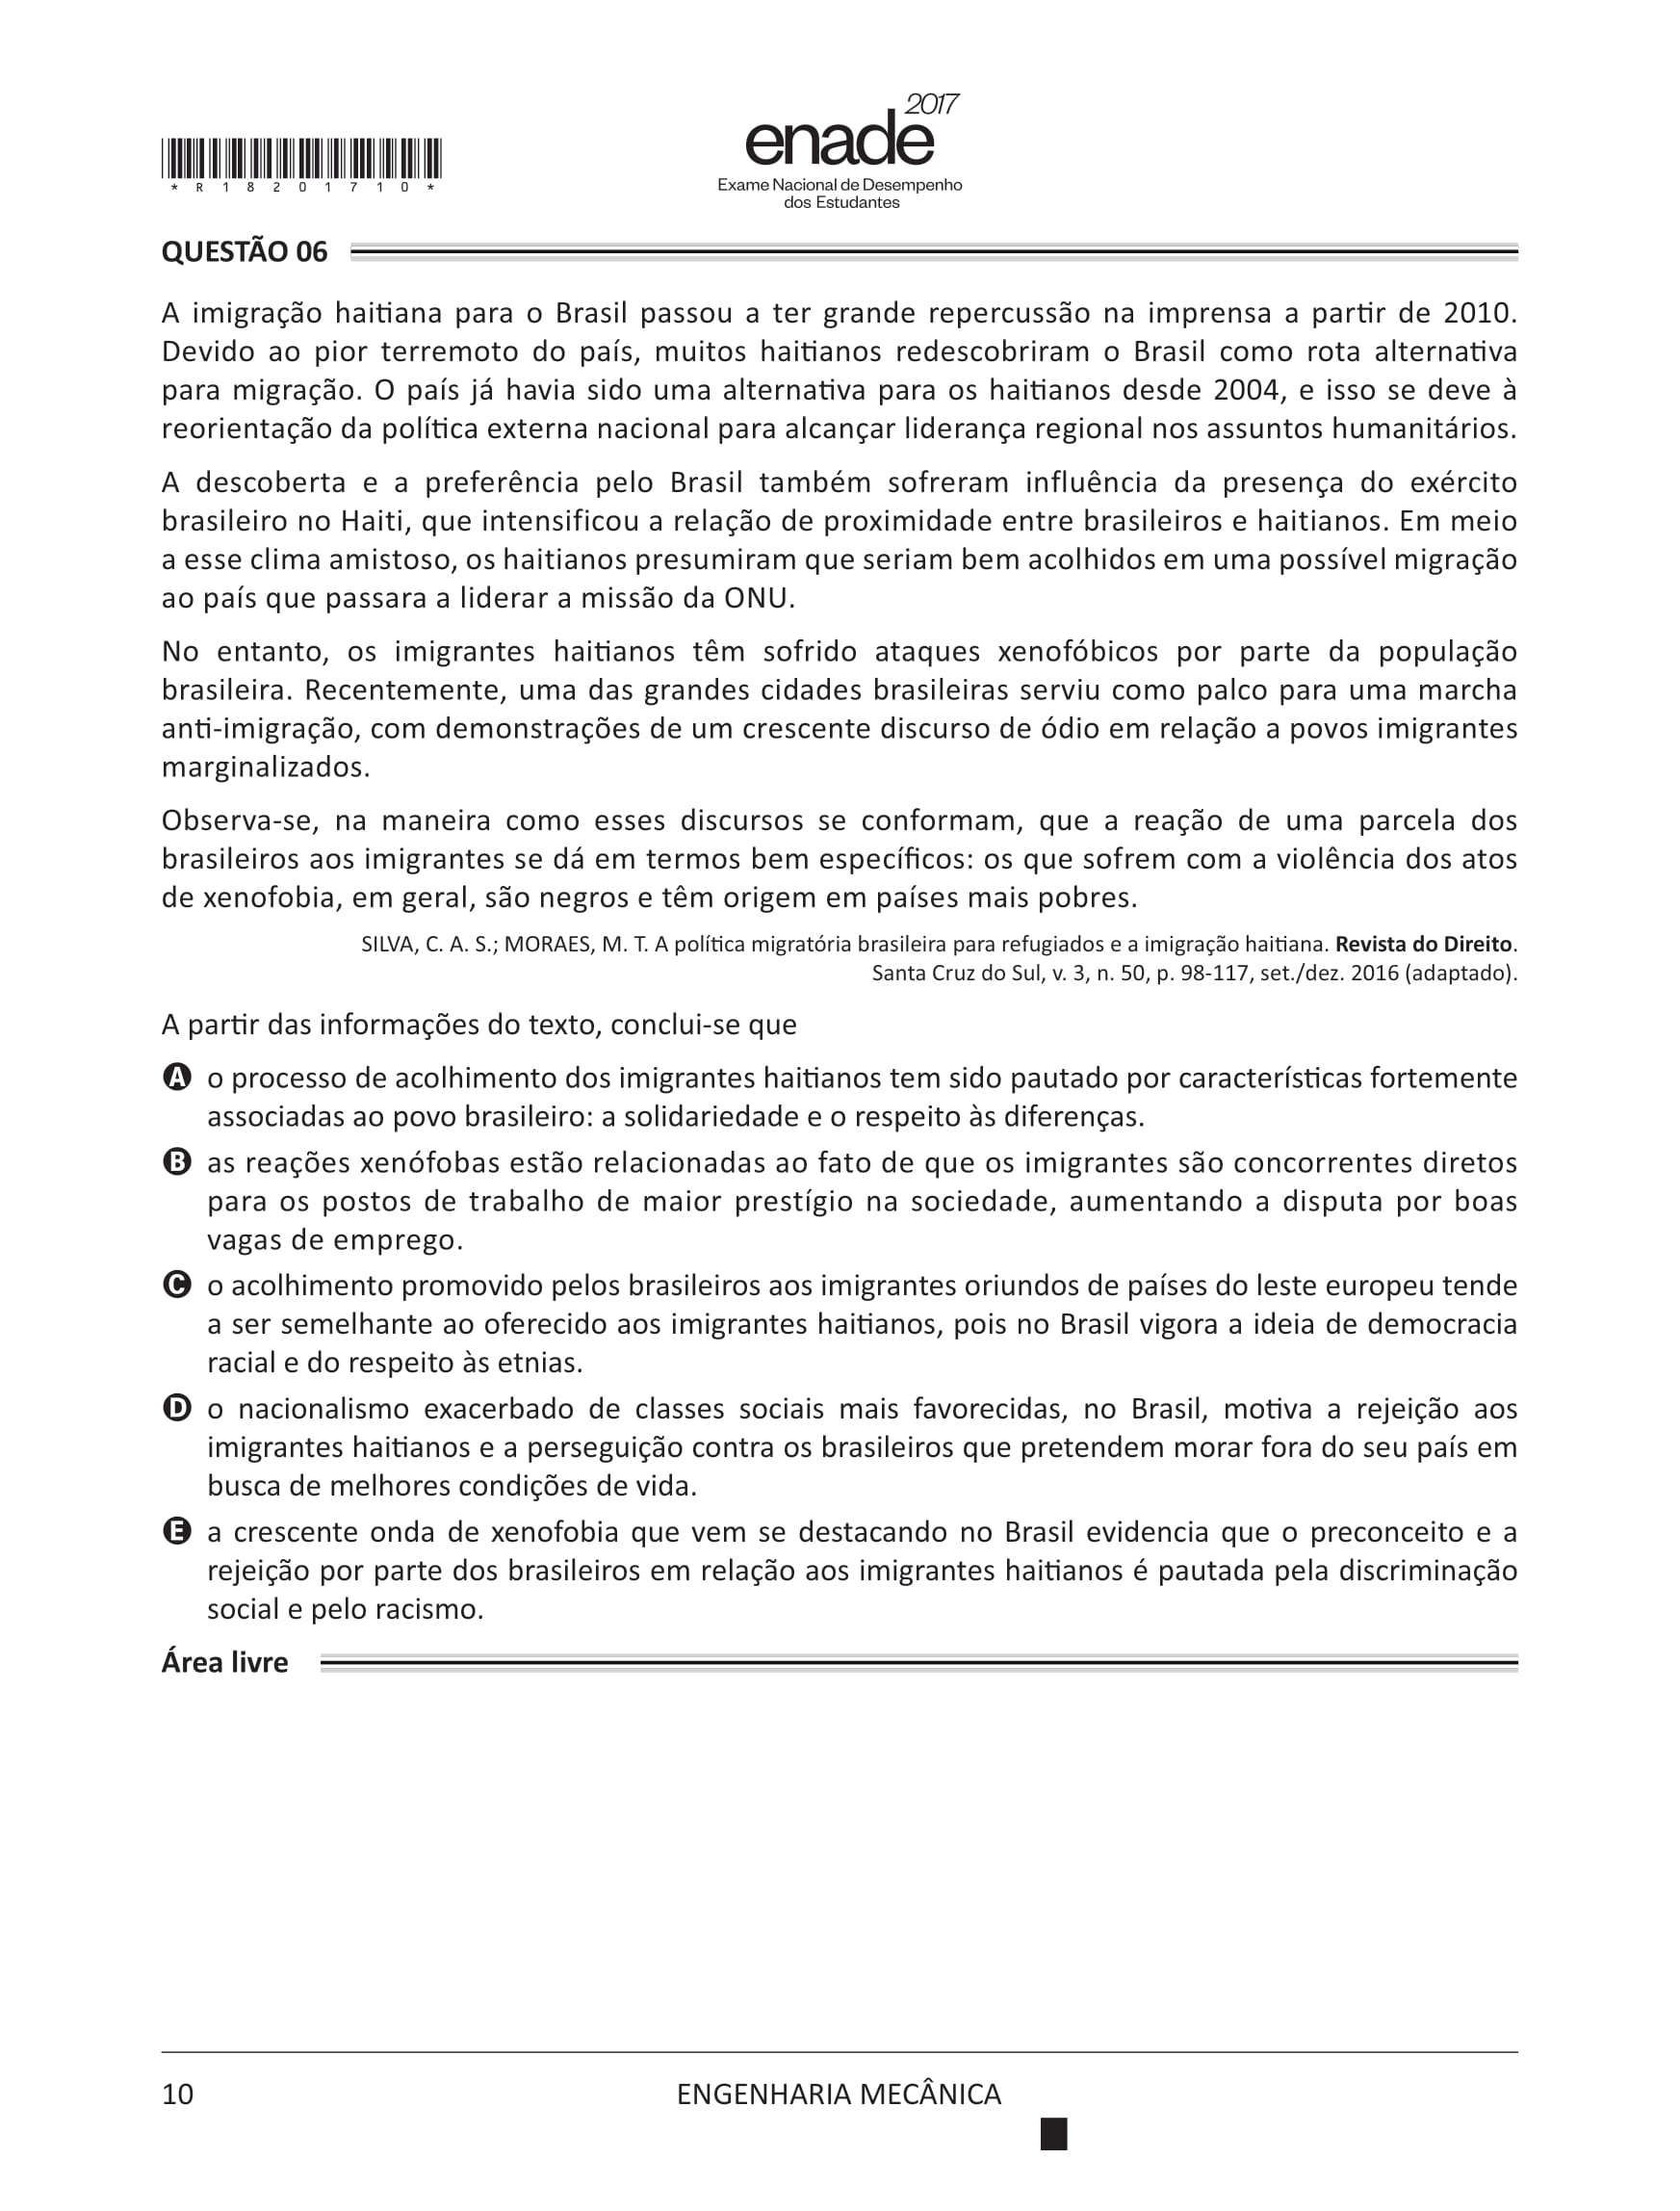 2017
enade
Exame Nacional de Desempenho
dos Estudantes
* R 1 8 2 0 1 7 1 0 *
QUESTÃO 06
A imigração haitiana para o Brasil passou a ter grande repercussão na imprensa a partir de 2010.
Devido ao pior terremoto do país, muitos haitianos redescobriram o Brasil como rota alternativa
para migração. O país já havia sido uma alternativa para os haitianos desde 2004, e isso se deve à
reorientação da política externa nacional para alcançar liderança regional nos assuntos humanitários.
A descoberta e a preferência pelo Brasil também sofreram influência da presença do exército
brasileiro no Haiti, que intensificou a relação de proximidade entre brasileiros e haitianos. Em meio
a esse clima amistoso, os haitianos presumiram que seriam bem acolhidos em uma possível migração
ao país que passara a liderar a missão da ONU.
No entanto, os imigrantes haitianos têm sofrido ataques xenofóbicos por parte da população
brasileira. Recentemente, uma das grandes cidades brasileiras serviu como palco para uma marcha
anti-imigração, com demonstrações de um crescente discurso de ódio em relação a povos imigrantes
marginalizados.
Observa-se, na maneira como esses discursos se conformam, que a reação de uma parcela dos
brasileiros aos imigrantes se dá em termos bem específicos: os que sofrem com a violência dos atos
de xenofobia, em geral, são negros e têm origem em países mais pobres.
SILVA, C. A. S.; MORAES, M. T. A política migratória brasileira para refugiados e a imigração haitiana. Revista do Direito.
Santa Cruz do Sul, v. 3, n. 50, p. 98-117, set./dez. 2016 (adaptado).
A partir das informações do texto, conclui-se que
A o processo de acolhimento dos imigrantes haitianos tem sido pautado por características fortemente
associadas ao povo brasileiro: a solidariedade e o respeito às diferenças.
B as reações xenófobas estão relacionadas ao fato de que os imigrantes são concorrentes diretos
para os postos de trabalho de maior prestígio na sociedade, aumentando a disputa por boas
vagas de emprego.
C o acolhimento promovido pelos brasileiros aos imigrantes oriundos de países do leste europeu tende
a ser semelhante ao oferecido aos imigrantes haitianos, pois no Brasil vigora a ideia de democracia
racial e do respeito às etnias.
D o nacionalismo exacerbado de classes sociais mais favorecidas, no Brasil, motiva a rejeição aos
imigrantes haitianos e a perseguição contra os brasileiros que pretendem morar fora do seu país em
busca de melhores condições de vida.
E a crescente onda de xenofobia que vem se destacando no Brasil evidencia que o preconceito e a
rejeição por parte dos brasileiros em relação aos imigrantes haitianos é pautada pela discriminação
social e pelo racismo.
Área livre
10
ENGENHARIA MECÂNICA